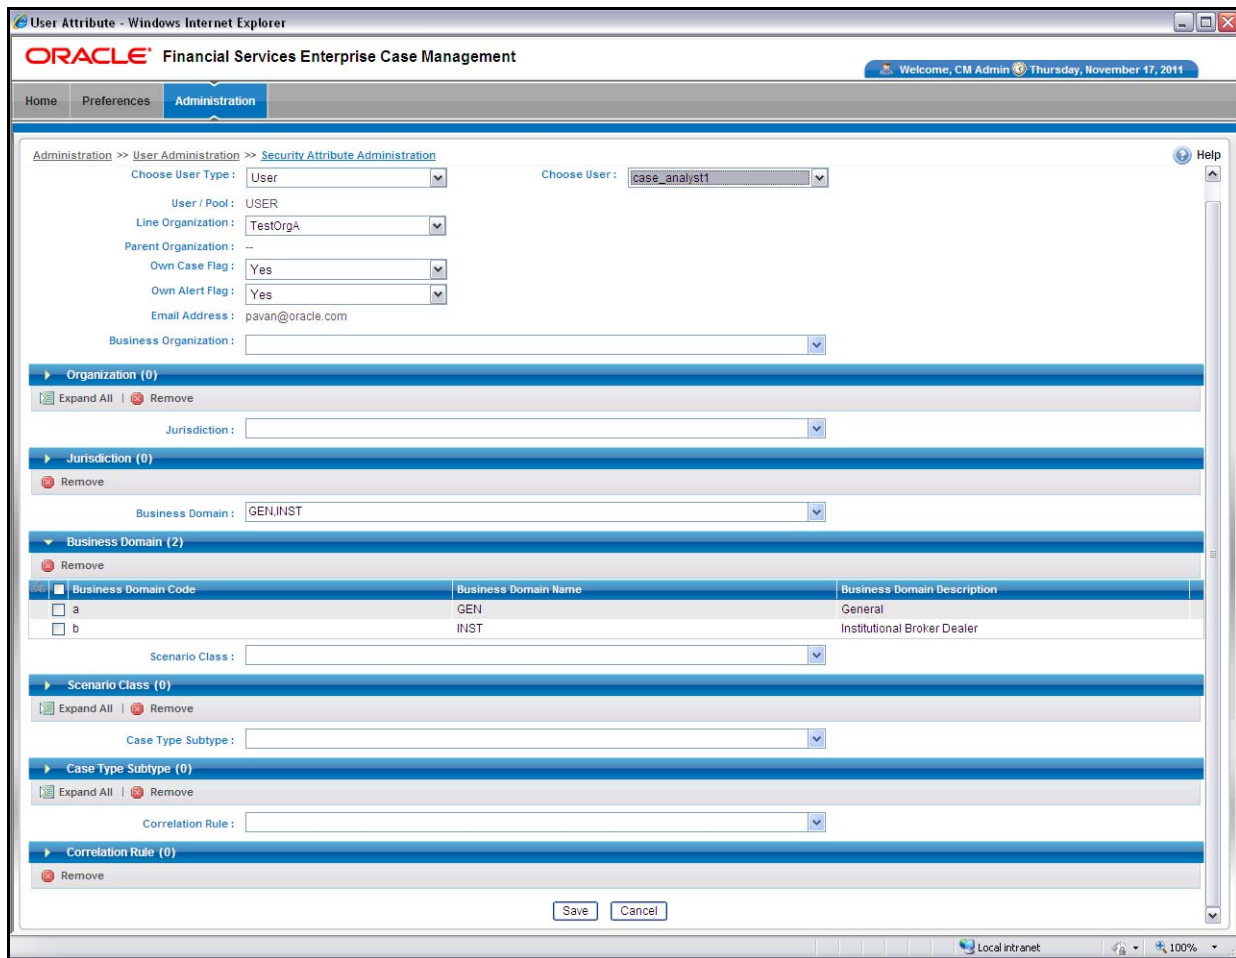 User Attribute - Windows Internet Explorer
ORACLE® Financial Services Enterprise Case Management
Welcome, CM Admin Thursday, November 17, 2011
Home Preferences Administration
Administration >> User Administration >> Security Attribute Administration Help
Choose User Type : User Choose User : case_analyst1
User / Pool : USER
Line Organization : TestOrgA
Parent Organization : --
Own Case Flag : Yes
Own Alert Flag : Yes
Email Address : pavan@oracle.com
Business Organization :
Organization (0)
Expand All | Remove
Jurisdiction :
Jurisdiction (0)
Remove
Business Domain : GEN,INST
Business Domain (2)
Remove
Business Domain Code Business Domain Name Business Domain Description
a GEN General
b INST Institutional Broker Dealer
Scenario Class :
Scenario Class (0)
Expand All | Remove
Case Type Subtype :
Case Type Subtype (0)
Expand All | Remove
Correlation Rule :
Correlation Rule (0)
Remove
Save Cancel
Local intranet 100%